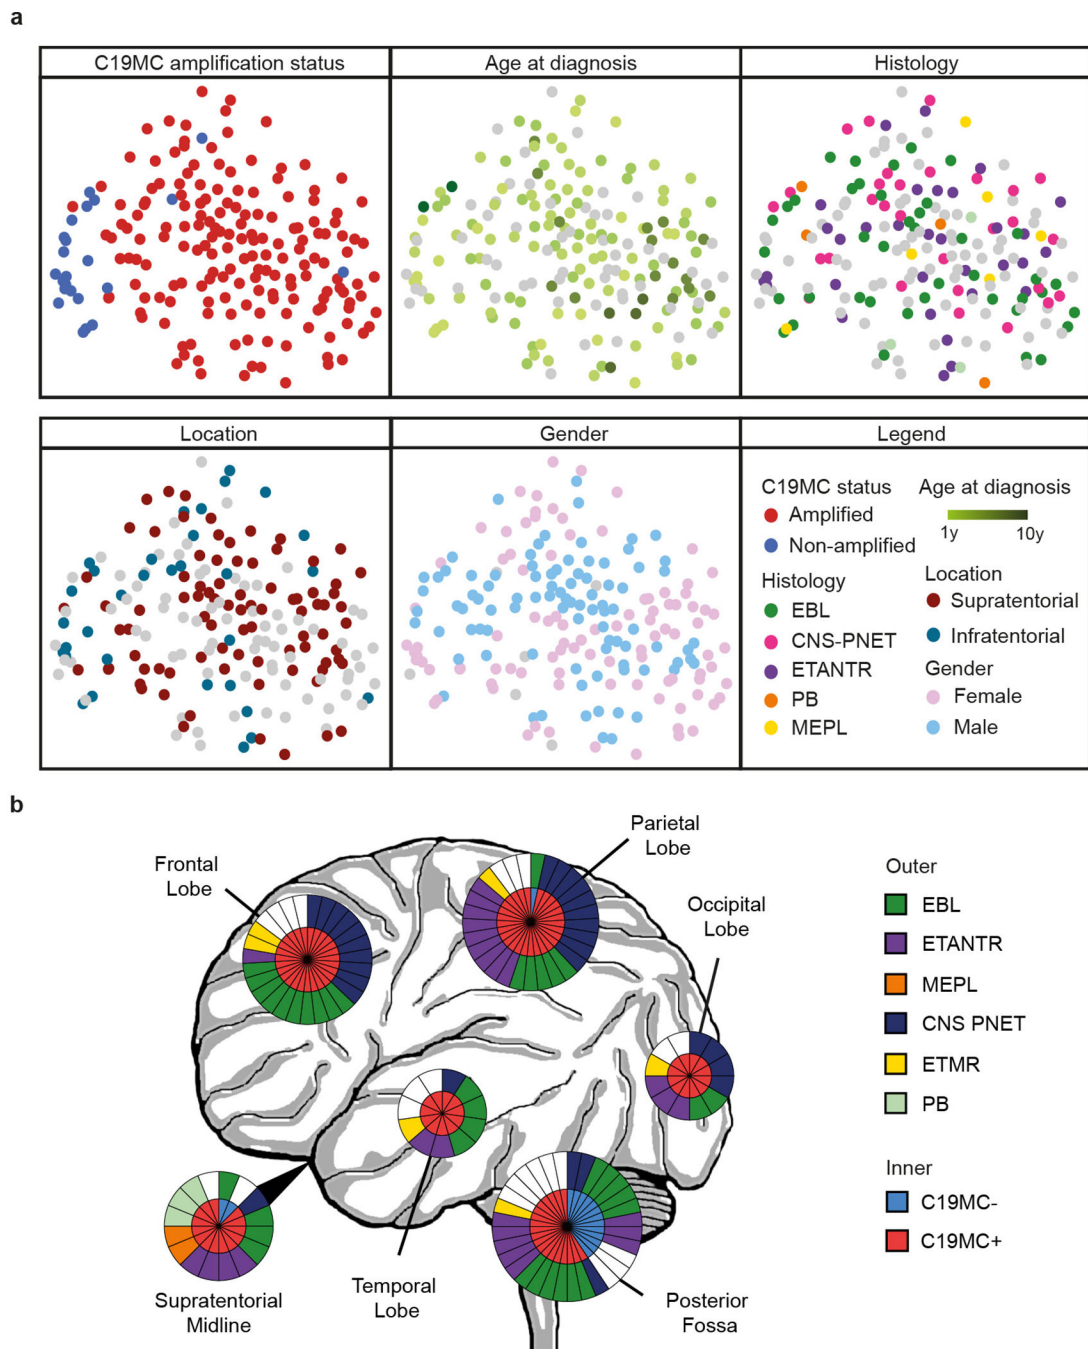 a
C19MC amplification status
Age at diagnosis
Histology
Location
Gender
Legend
C19MC status
Amplified
Non-amplified
Age at diagnosis
1y
10y
Histology
EBL
CNS-PNET
ETANTR
PB
MEPL
Location
Supratentorial
Infratentorial
Gender
Female
Male
b
Frontal
Lobe
Parietal
Lobe
Occipital
Lobe
Supratentorial
Midline
Temporal
Lobe
Posterior
Fossa
Outer
EBL
ETANTR
MEPL
CNS PNET
ETMR
PB
Inner
C19MC-
C19MC+